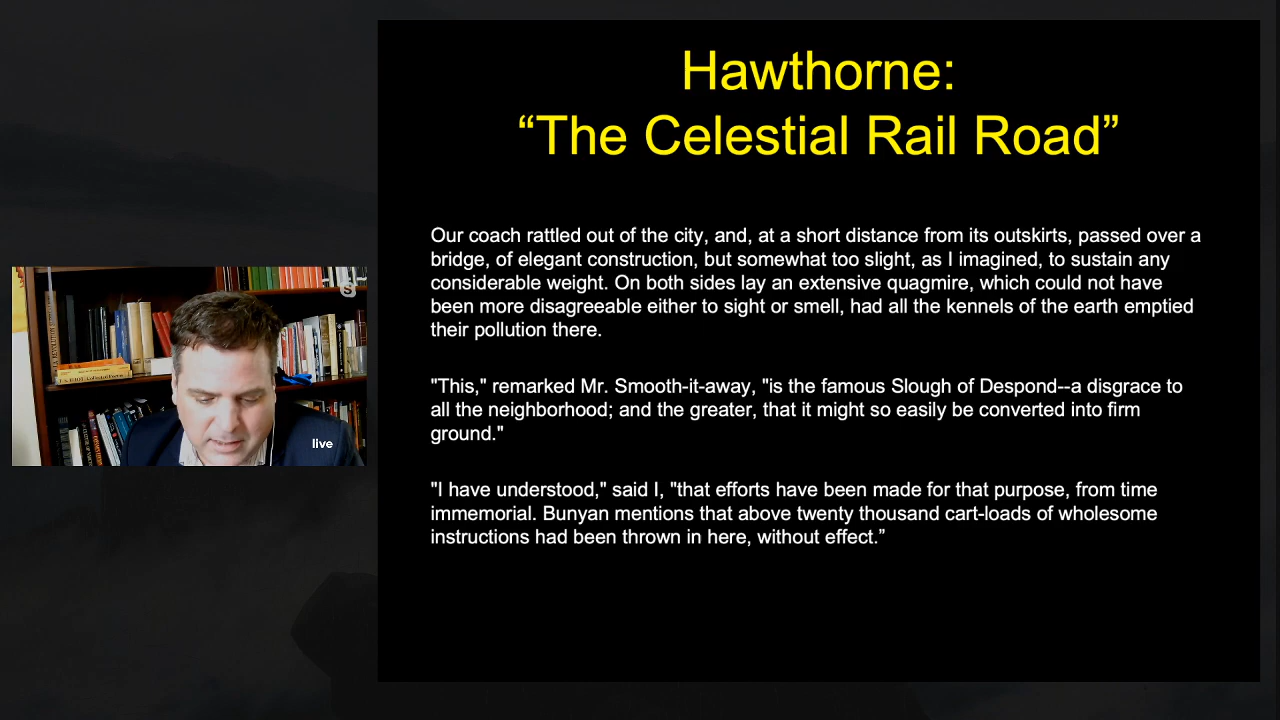 Hawthorne:
“The Celestial Rail Road”
Our coach rattled out of the city, and, at a short distance from its outskirts, passed over a
bridge, of elegant construction, but somewhat too slight, as I imagined, to sustain any
considerable weight. On both sides lay an extensive quagmire, which could not have
been more disagreeable either to sight or smell, had all the kennels of the earth emptied
their pollution there.
"This," remarked Mr. Smooth-it-away, "is the famous Slough of Despond--a disgrace to
all the neighborhood; and the greater, that it might so easily be converted into firm
ground."
"I have understood," said I, "that efforts have been made for that purpose, from time
immemorial. Bunyan mentions that above twenty thousand cart-loads of wholesome
instructions had been thrown in here, without effect.”
S
live